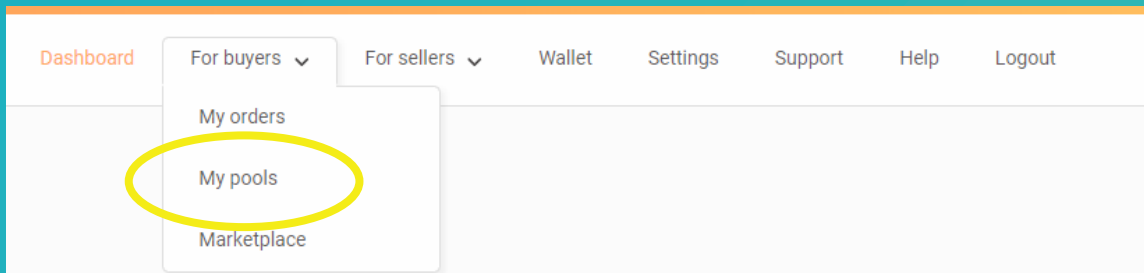 Dashboard For buyers For sellers Wallet Settings Support Help Logout
My orders
My pools
Marketplace